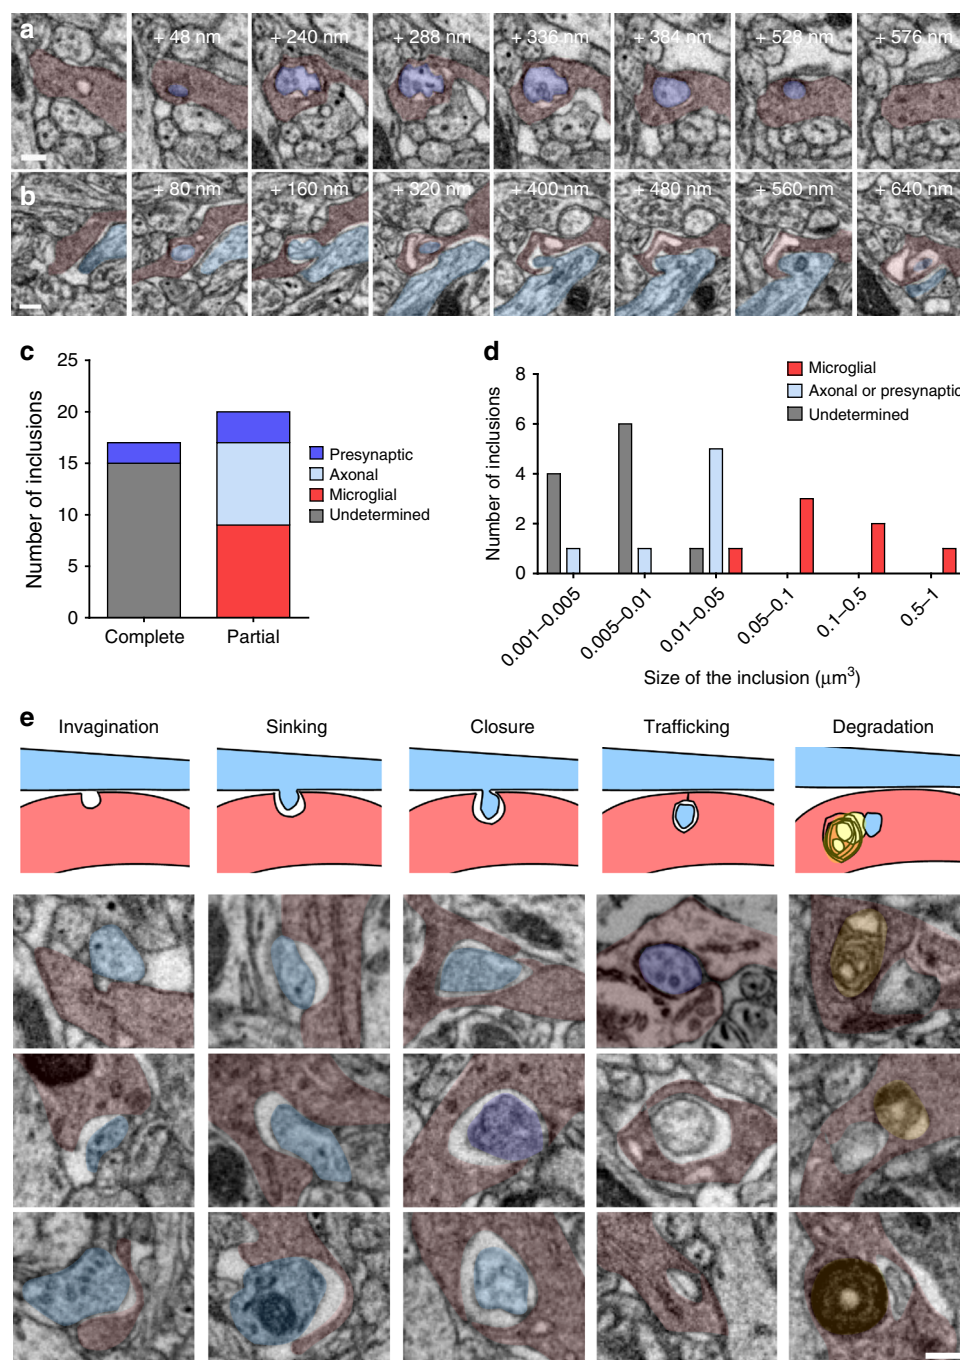 a
+ 48 nm
+ 240 nm
+ 288 nm
+ 336 nm
+ 384 nm
+ 528 nm
+ 576 nm
b
+ 80 nm
+ 160 nm
+ 320 nm
+ 400 nm
+ 480 nm
+ 560 nm
+ 640 nm
c
Number of inclusions
25
20
15
10
5
0
Complete
Partial
Presynaptic
Axonal
Microglial
Undetermined
d
Number of inclusions
8
6
4
2
0
Microglial
Axonal or presynaptic
Undetermined
0.001–0.005
0.005–0.01
0.01–0.05
0.05–0.1
0.1–0.5
0.5–1
Size of the inclusion (μm³)
e
Invagination
Sinking
Closure
Trafficking
Degradation